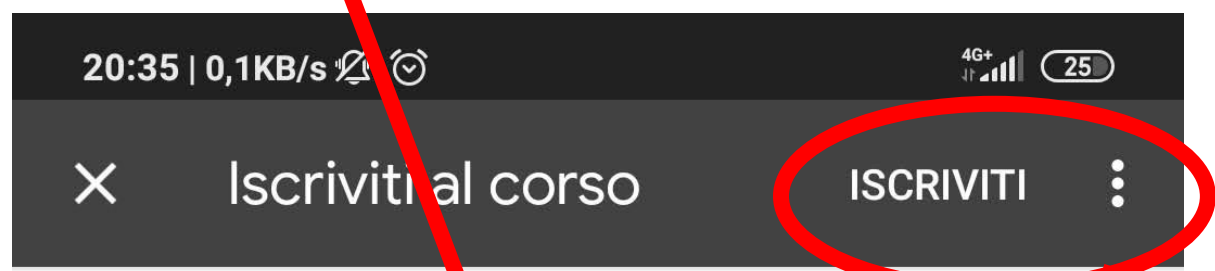 20:35 | 0,1KB/s 4G+ 25
Iscriviti al corso ISCRIVITI